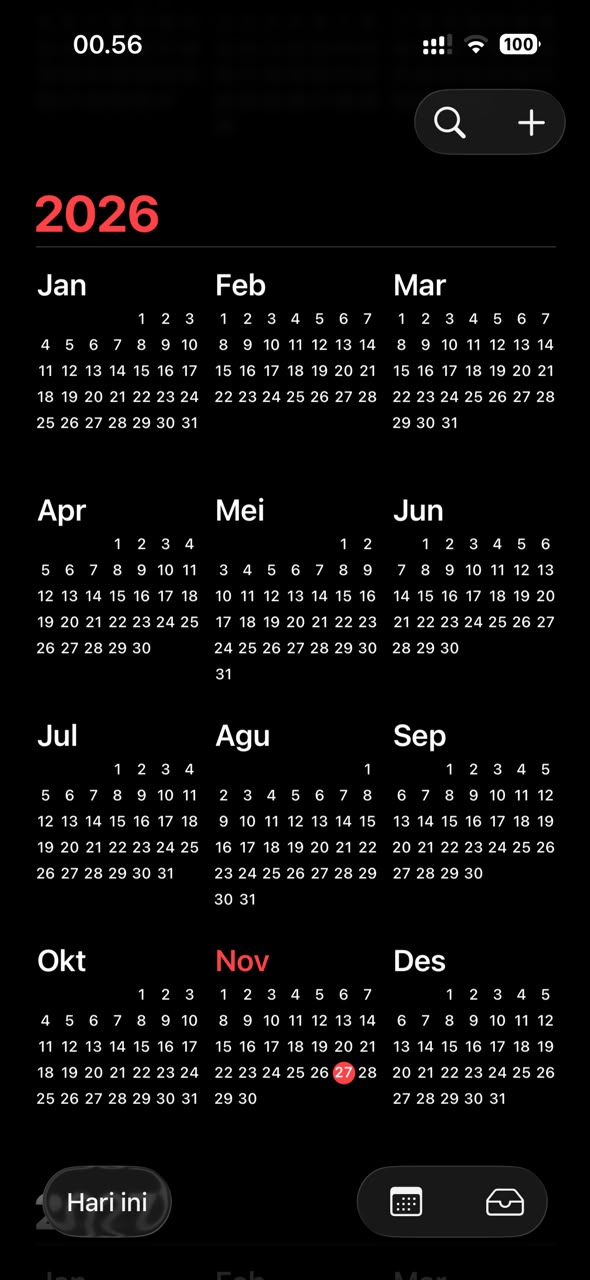 00.56
100
2026
Jan Feb Mar
1 2 3 1 2 3 4 5 6 7 1 2 3 4 5 6 7
4 5 6 7 8 9 10 8 9 10 11 12 13 14 8 9 10 11 12 13 14
11 12 13 14 15 16 17 15 16 17 18 19 20 21 15 16 17 18 19 20 21
18 19 20 21 22 23 24 22 23 24 25 26 27 28 22 23 24 25 26 27 28
25 26 27 28 29 30 31 29 30 31
Apr Mei Jun
1 2 3 4 1 2 1 2 3 4 5 6
5 6 7 8 9 10 11 3 4 5 6 7 8 9 7 8 9 10 11 12 13
12 13 14 15 16 17 18 10 11 12 13 14 15 16 14 15 16 17 18 19 20
19 20 21 22 23 24 25 17 18 19 20 21 22 23 21 22 23 24 25 26 27
26 27 28 29 30 24 25 26 27 28 29 30 28 29 30
31
Jul Agu Sep
1 2 3 4 1 1 2 3 4 5
5 6 7 8 9 10 11 2 3 4 5 6 7 8 6 7 8 9 10 11 12
12 13 14 15 16 17 18 9 10 11 12 13 14 15 13 14 15 16 17 18 19
19 20 21 22 23 24 25 16 17 18 19 20 21 22 20 21 22 23 24 25 26
26 27 28 29 30 31 23 24 25 26 27 28 29 27 28 29 30
30 31
Okt Nov Des
1 2 3 1 2 3 4 5 6 7 1 2 3 4 5
4 5 6 7 8 9 10 8 9 10 11 12 13 14 6 7 8 9 10 11 12
11 12 13 14 15 16 17 15 16 17 18 19 20 21 13 14 15 16 17 18 19
18 19 20 21 22 23 24 22 23 24 25 26 27 28 20 21 22 23 24 25 26
25 26 27 28 29 30 31 29 30 27 28 29 30 31
Hari ini
Jan Feb Mar